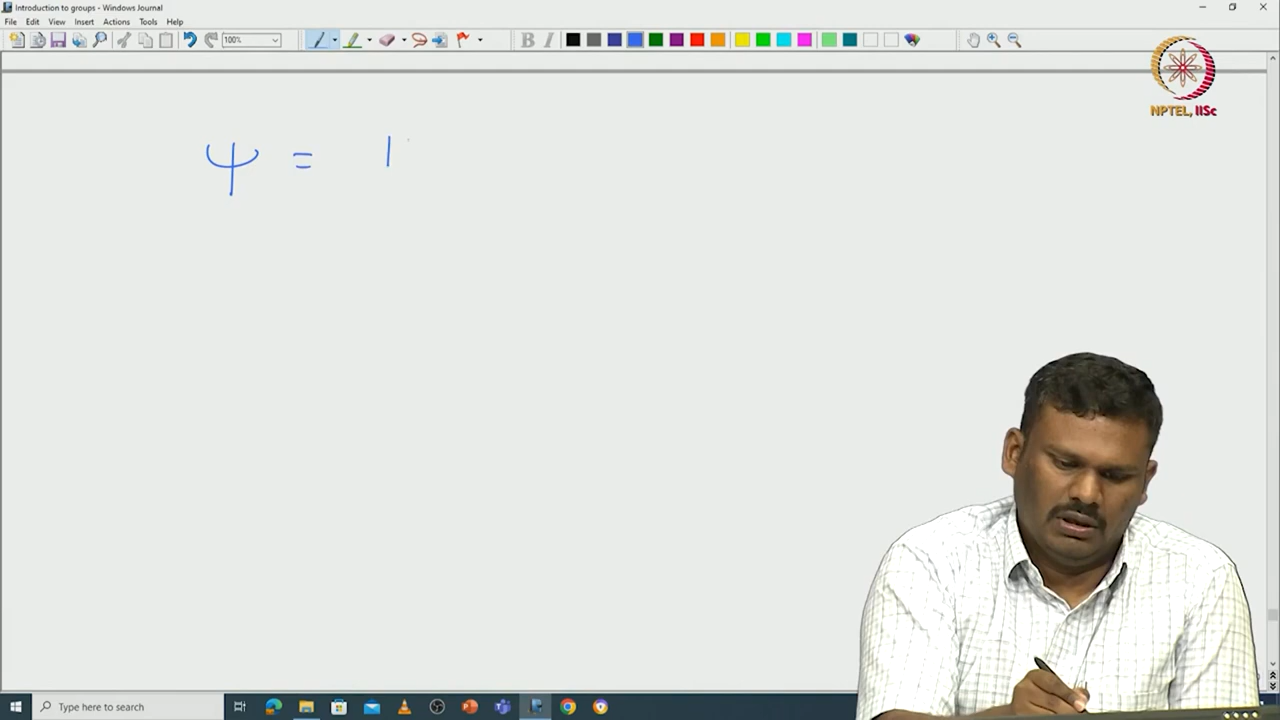 Introduction to groups - Windows Journal
File Edit View Insert Actions Tools Help
100%
B I
NPTEL, IISc
ψ = 1
Type here to search